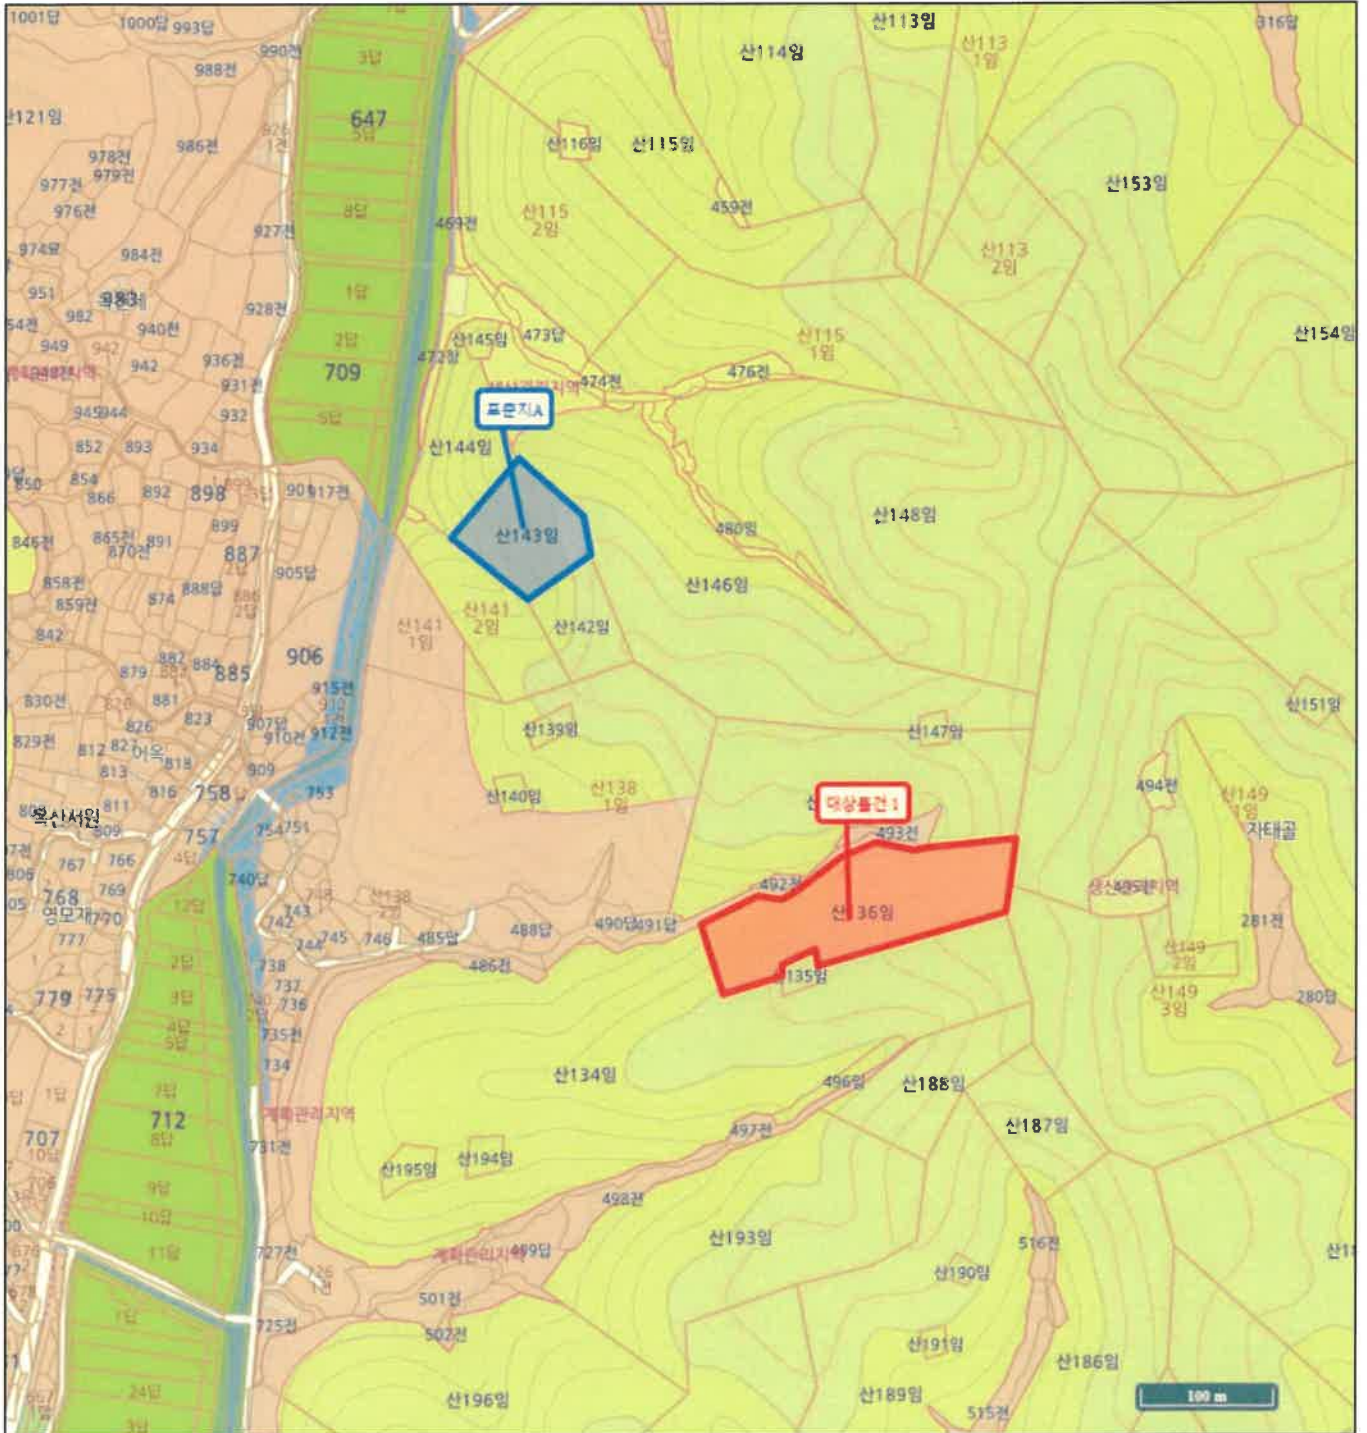 1001답
1000답
993답
990전
988전
3답
647
5답
986전
978전
979전
977전
976전
8답
469전
927전
984전
951
983
982
940전
928전
1답
2답
709
949
942
942
936전
931전
932
5답
945
944
852
893
934
854
866
892
898
850
917전
899
846전
865전
870전
891
887
2답
905답
858전
859전
888답
874
842
906
882
884
885
879
830전
881
915전
826
823
907답
910전
912전
829전
812
827
어옥
818
813
909
816
758
753
811
옥산서원
809
757
754
751
4답
767
766
740답
806
768
769
743
12답
영모재
770
742
777
744
745
746
485답
738
737
736
2답
3답
4답
5답
779
775
735전
734
계획관리지역
7답
1답
712
8답
731전
707
10답
9답
10답
11답
727전
725전
24답
3답
산113임
산113
1임
316답
산114임
산116임
산115임
산153임
459전
산115
2임
산113
2임
산145임
473답
산115
1임
산154임
474전
476전
표준지A
산144임
산143임
480임
산148임
산146임
산141
2임
산141
1임
산142임
산139임
산147임
산151임
산140임
산138
1임
대상물건 1
494전
산149
1임
자태골
493전
492전
산138
2임
488답
490답
491답
산136임
281전
486전
산135임
산149
2임
산149
3임
280답
산134임
496임
산188임
497전
산187임
산195임
산194임
498전
계획관리지역
산193임
516전
산190임
501전
502전
산191임
산186임
산196임
산189임
515전
100 m